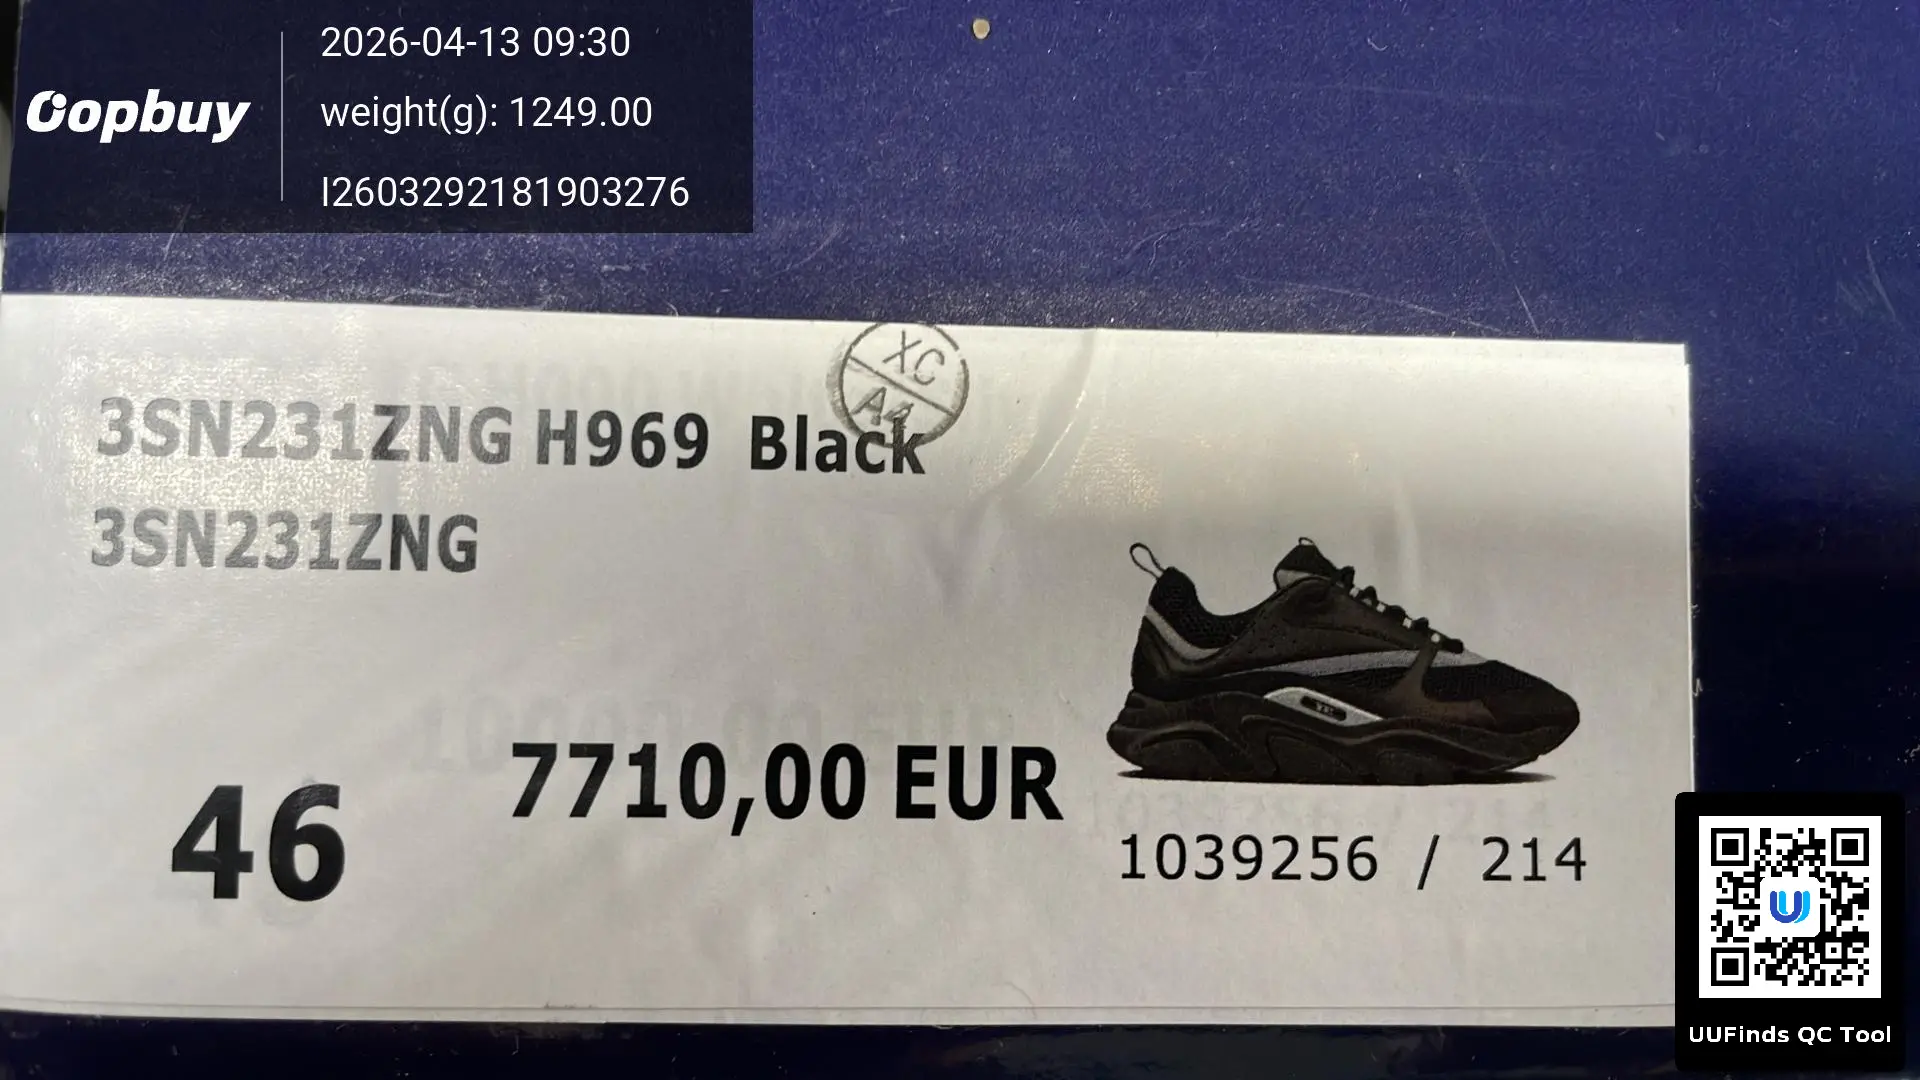 Oopbuy
2026-04-13 09:30
weight(g): 1249.00
I2603292181903276
XC
A4
3SN231ZNG H969 Black
3SN231ZNG
46
7710,00 EUR
1039256 / 214
UUFinds QC Tool